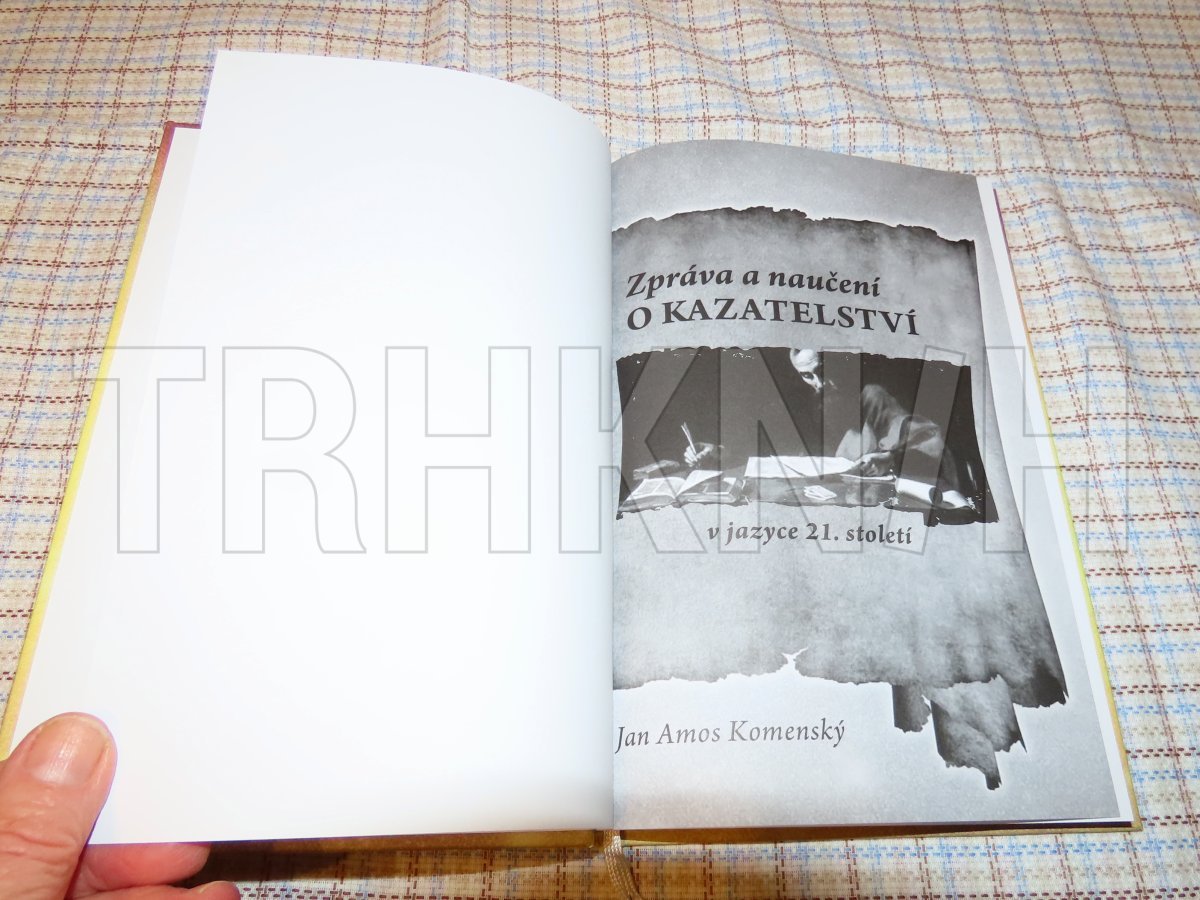 Zpráva a naučení
O KAZATELSTVÍ
TRHKNIH
v jazyce 21. století
Jan Amos Komenský